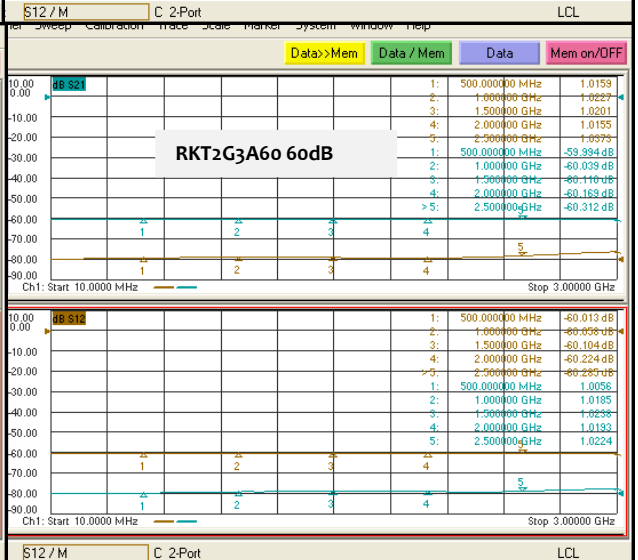 S12 / M C 2-Port LCL
Sweep Calibration Trace Scale Marker System Window Help
Data>>Mem Data / Mem Data Mem on/OFF
10.00 dB S21 1: 500.000000 MHz 1.0159
0.00 2: 1.000000 GHz 1.0227
-10.00 3: 1.500000 GHz 1.0201
4: 2.000000 GHz 1.0155
-20.00 5: 2.500000 GHz 1.0373
RKT2G3A60 60dB
-30.00 1: 500.000000 MHz -59.994 dB
2: 1.000000 GHz -60.039 dB
-40.00 3: 1.500000 GHz -60.110 dB
4: 2.000000 GHz -60.169 dB
-50.00 >5: 2.500000 GHz -60.312 dB
-60.00
1 2 3 4 5
-70.00
-80.00
1 2 3 4 5
-90.00
Ch1: Start 10.0000 MHz Stop 3.00000 GHz
10.00 dB S12 1: 500.000000 MHz -60.013 dB
0.00 2: 1.000000 GHz -60.058 dB
-10.00 3: 1.500000 GHz -60.104 dB
4: 2.000000 GHz -60.224 dB
-20.00 >5: 2.500000 GHz -60.285 dB
-30.00 1: 500.000000 MHz 1.0056
2: 1.000000 GHz 1.0185
-40.00 3: 1.500000 GHz 1.0238
4: 2.000000 GHz 1.0193
-50.00 5: 2.500000 GHz 1.0224
-60.00
1 2 3 4 5
-70.00
-80.00
1 2 3 4 5
-90.00
Ch1: Start 10.0000 MHz Stop 3.00000 GHz
S12 / M C 2-Port LCL